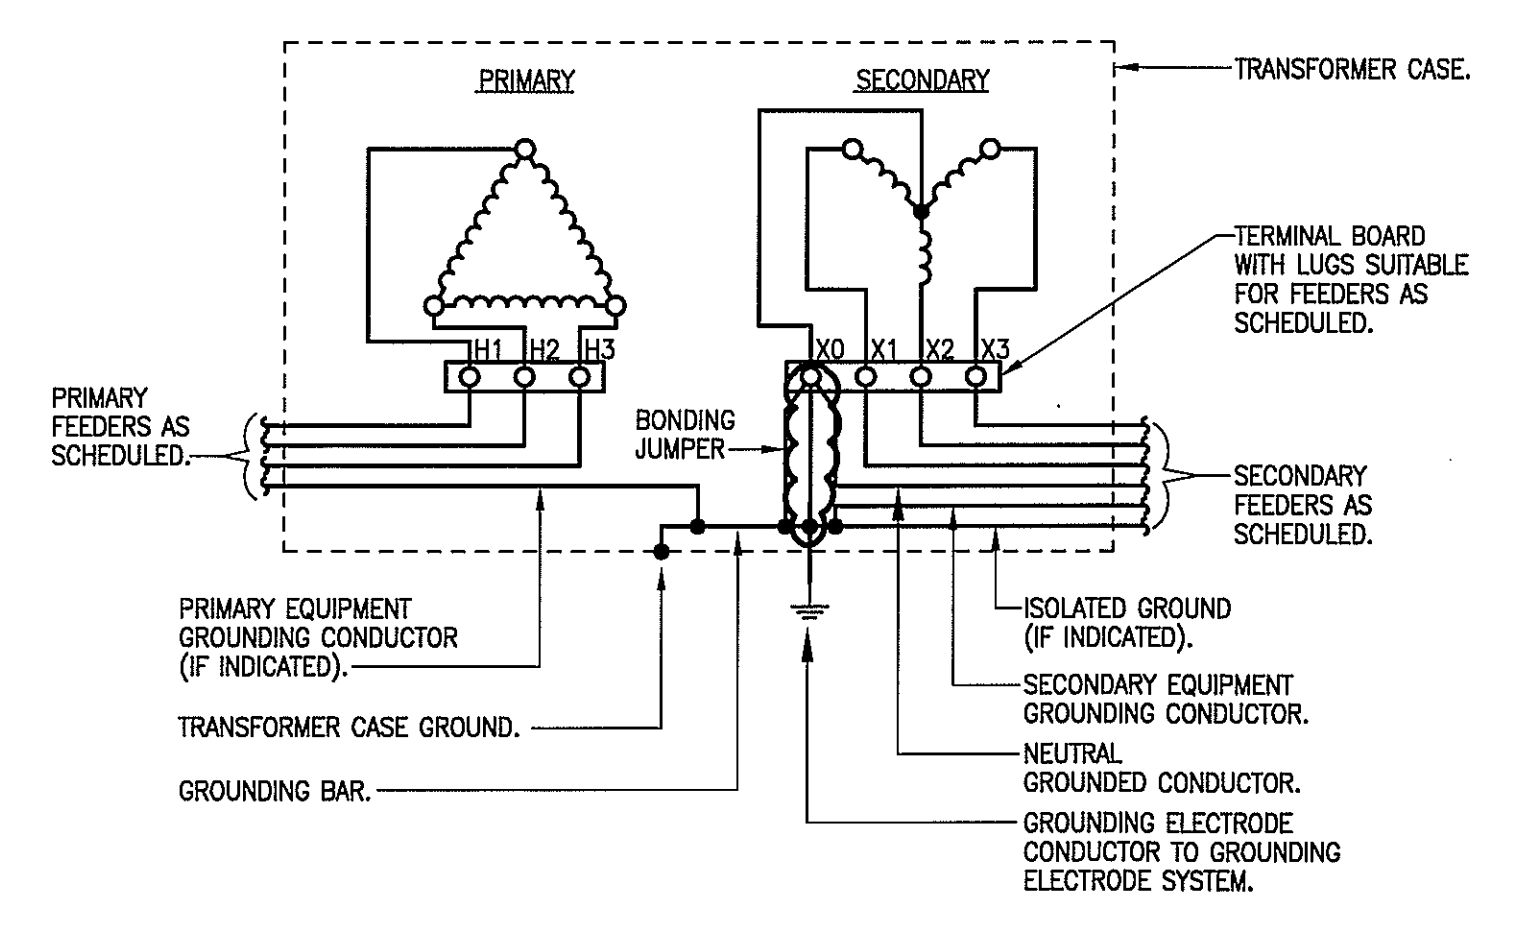 PRIMARY
SECONDARY
TRANSFORMER CASE.
TERMINAL BOARD
WITH LUGS SUITABLE
FOR FEEDERS AS
SCHEDULED.
H1 H2 H3
X0 X1 X2 X3
PRIMARY
FEEDERS AS
SCHEDULED.
BONDING
JUMPER
SECONDARY
FEEDERS AS
SCHEDULED.
PRIMARY EQUIPMENT
GROUNDING CONDUCTOR
(IF INDICATED).
ISOLATED GROUND
(IF INDICATED).
SECONDARY EQUIPMENT
GROUNDING CONDUCTOR.
TRANSFORMER CASE GROUND.
NEUTRAL
GROUNDED CONDUCTOR.
GROUNDING BAR.
GROUNDING ELECTRODE
CONDUCTOR TO GROUNDING
ELECTRODE SYSTEM.